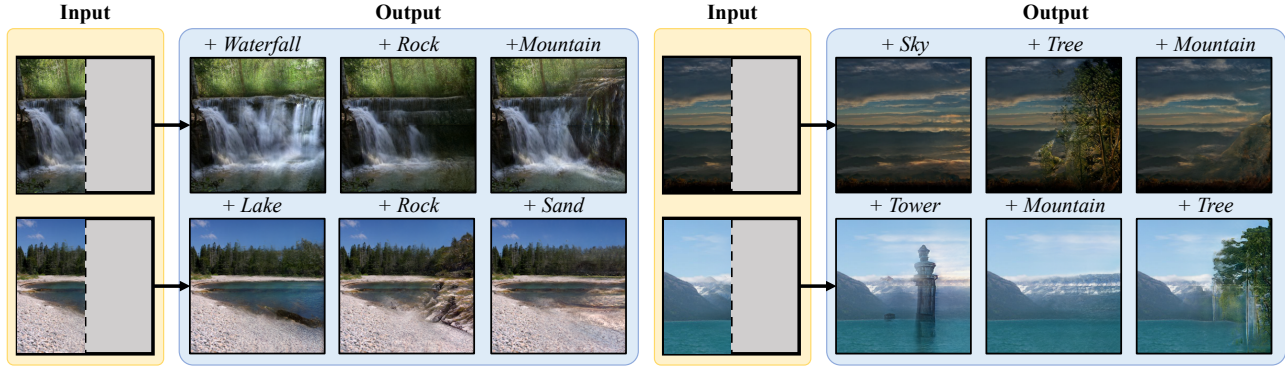 Input
Output
+ Waterfall
+ Rock
+Mountain
+ Lake
+ Rock
+ Sand
Input
Output
+ Sky
+ Tree
+ Mountain
+ Tower
+ Mountain
+ Tree